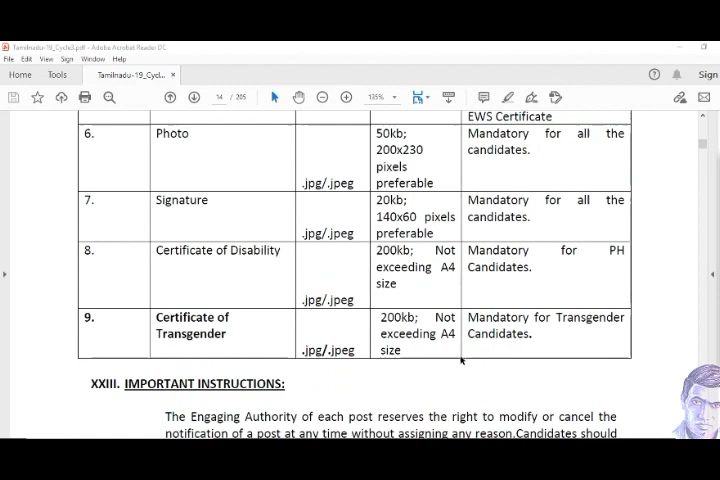 Tamilnadu-19_Cycle3.pdf - Adobe Acrobat Reader DC
File Edit View Sign Window Help
Home Tools Tamilnadu-19_Cycl... × Sign
14 / 205 135%
EWS Certificate
6. Photo .jpg/.jpeg 50kb; 200x230 pixels preferable Mandatory for all the candidates.
7. Signature .jpg/.jpeg 20kb; 140x60 pixels preferable Mandatory for all the candidates.
8. Certificate of Disability .jpg/.jpeg 200kb; Not exceeding A4 size Mandatory for PH Candidates.
9. Certificate of Transgender .jpg/.jpeg 200kb; Not exceeding A4 size Mandatory for Transgender Candidates.
XXIII. IMPORTANT INSTRUCTIONS:
The Engaging Authority of each post reserves the right to modify or cancel the
notification of a post at any time without assigning any reason.Candidates should